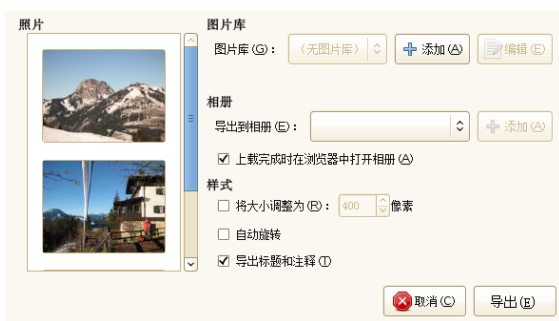 照片
图片库
图片库(G)： (无图片库) 添加(A) 编辑(E)
相册
导出到相册(E)： 添加(A)
上载完成时在浏览器中打开相册(A)
样式
将大小调整为(R)： 400 像素
自动旋转
导出标题和注释(T)
取消(C) 导出(E)